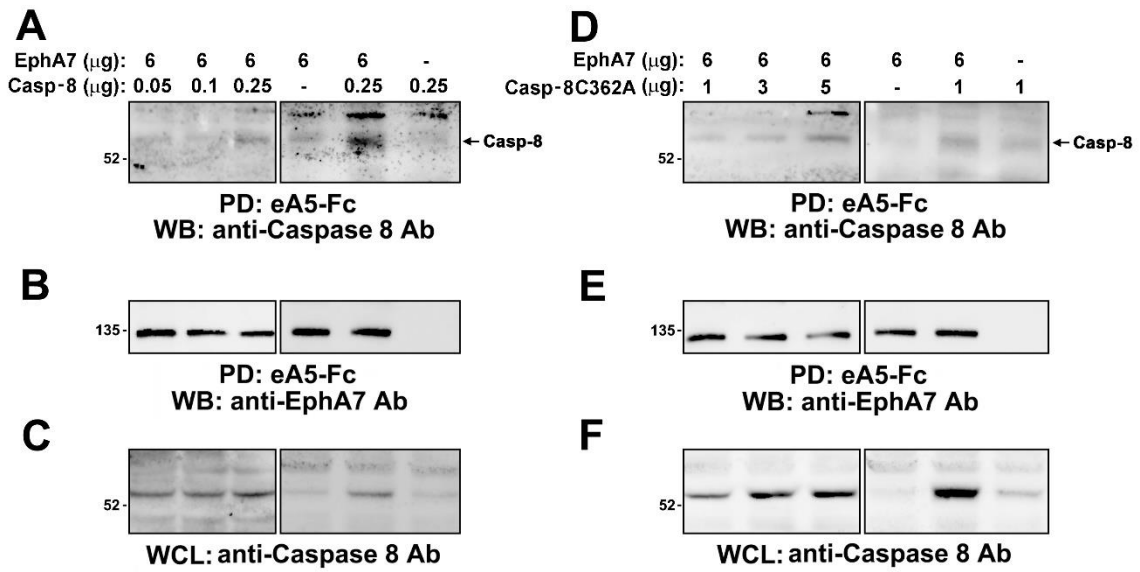 A
EphA7 (μg): 6 6 6 6 6 -
Casp-8 (μg): 0.05 0.1 0.25 - 0.25 0.25
52 -
Casp-8
PD: eA5-Fc
WB: anti-Caspase 8 Ab
B
135 -
PD: eA5-Fc
WB: anti-EphA7 Ab
C
52 -
WCL: anti-Caspase 8 Ab
D
EphA7 (μg): 6 6 6 6 6 -
Casp-8C362A (μg): 1 3 5 - 1 1
52 -
Casp-8
PD: eA5-Fc
WB: anti-Caspase 8 Ab
E
135 -
PD: eA5-Fc
WB: anti-EphA7 Ab
F
52 -
WCL: anti-Caspase 8 Ab